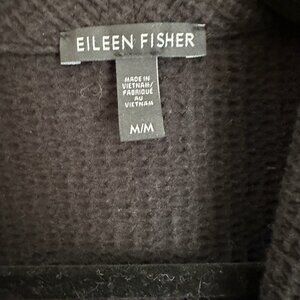 EILEEN FISHER
MADE IN
VIETNAM/
FABRIQUÉ
AU
VIETNAM
M/M